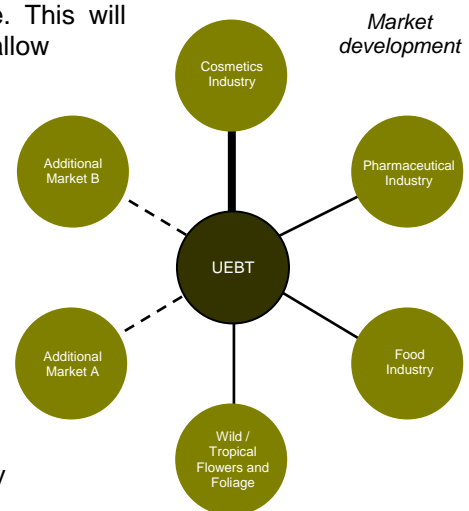 e. This will
allow
Market
development
Cosmetics
Industry
Additional
Market B
Pharmaceutical
Industry
UEBT
Additional
Market A
Food
Industry
Wild /
Tropical
Flowers and
Foliage
y